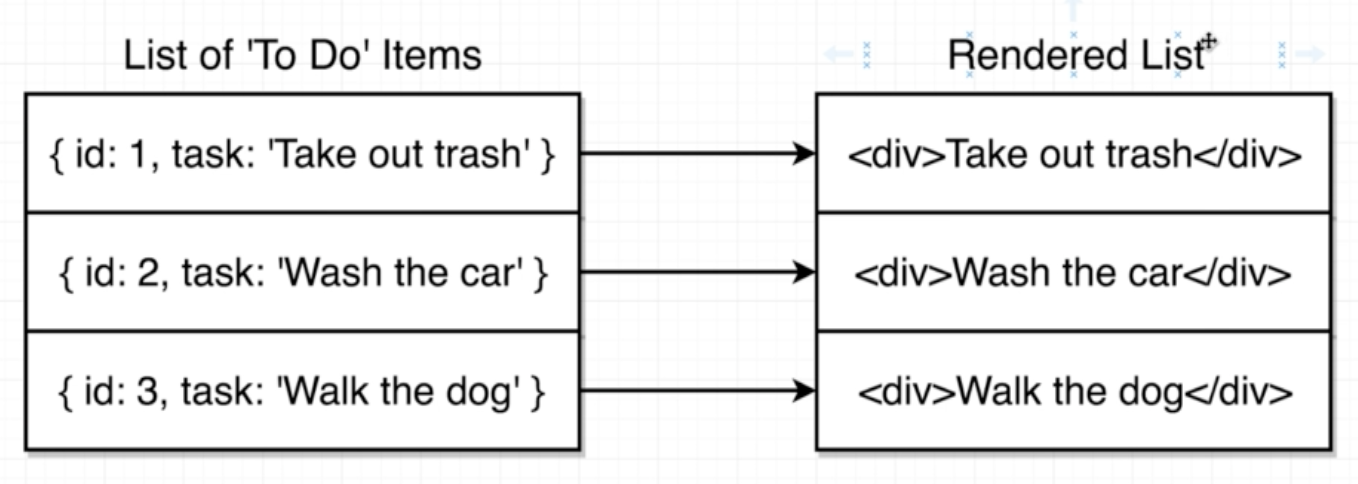 List of 'To Do' Items
Rendered List
{ id: 1, task: 'Take out trash' }
<div>Take out trash</div>
{ id: 2, task: 'Wash the car' }
<div>Wash the car</div>
{ id: 3, task: 'Walk the dog' }
<div>Walk the dog</div>